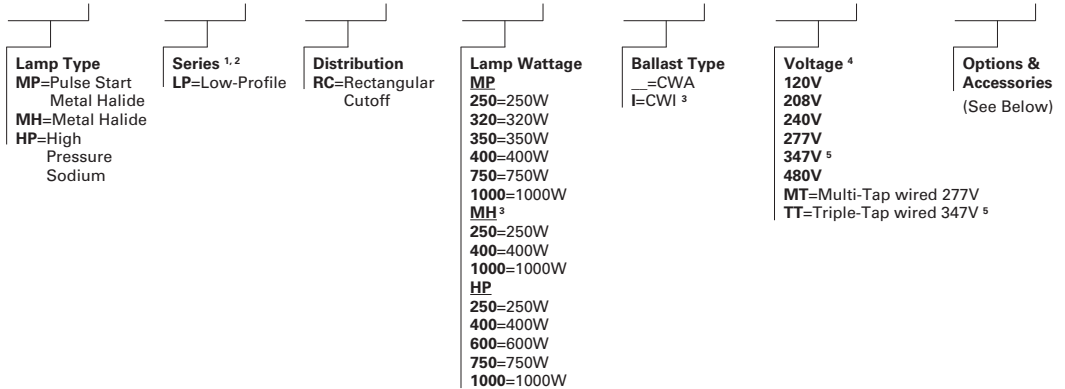 Lamp Type
MP=Pulse Start
Metal Halide
MH=Metal Halide
HP=High
Pressure
Sodium
Series 1, 2
LP=Low-Profile
Distribution
RC=Rectangular
Cutoff
Lamp Wattage
MP
250=250W
320=320W
350=350W
400=400W
750=750W
1000=1000W
MH 3
250=250W
400=400W
1000=1000W
HP
250=250W
400=400W
600=600W
750=750W
1000=1000W
Ballast Type
__=CWA
I=CWI 3
Voltage 4
120V
208V
240V
277V
347V 5
480V
MT=Multi-Tap wired 277V
TT=Triple-Tap wired 347V 5
Options &
Accessories
(See Below)